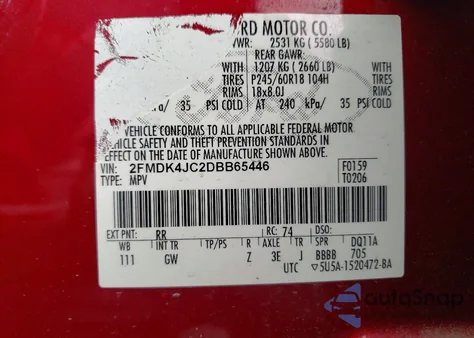 RD MOTOR CO.
VWR: 2531 KG ( 5580 LB)
REAR GAWR:
1207 KG ( 2660 LB)
TIRES P245/60R18 104H
RIMS 18x8.0J
kPa/ 35 PSI COLD AT 240 kPa/ 35 PSI COLD
VEHICLE CONFORMS TO ALL APPLICABLE FEDERAL MOTOR
VEHICLE SAFETY AND THEFT PREVENTION STANDARDS IN
EFFECT ON THE DATE OF MANUFACTURE SHOWN ABOVE.
VIN: 2FMDK4JC2DBB65446 F0159
TYPE: MPV T0206
EXT PNT: RR RC: 74 DSO:
WB INT TR TP/PS R AXLE TR SPR DQ11A
111 GW Z 3E J BBBB 705
UTC ▽5U5A-1520472-BA
AutoSnap